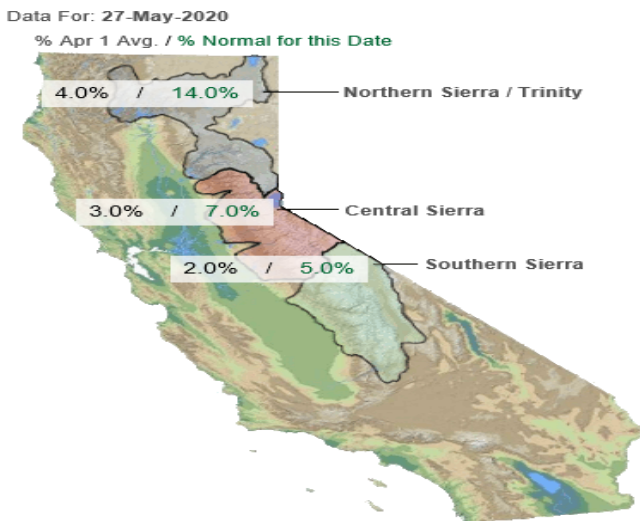 Data For: 27-May-2020
% Apr 1 Avg. / % Normal for this Date
4.0% / 14.0% Northern Sierra / Trinity
3.0% / 7.0% Central Sierra
2.0% / 5.0% Southern Sierra